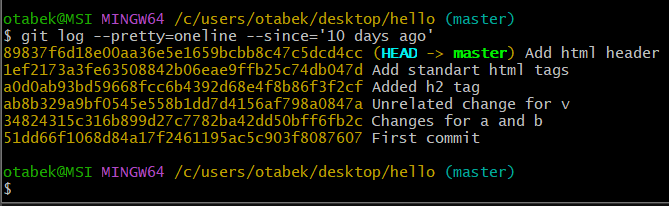 otabek@MSI MINGW64 /c/users/otabek/desktop/hello (master)
$ git log --pretty=oneline --since='10 days ago'
89837f6d18e00aa36e5e1659bcbb8c47c5dcd4cc (HEAD -> master) Add html header
1ef2173a3fe63508842b06eae9ffb25c74db047d Add standart html tags
a0d0ab93bd59668fcc6b4392d68e4f8b86f3f2cf Added h2 tag
ab8b329a9bf0545e558b1dd7d4156af798a0847a Unrelated change for v
34824315c316b899d27c7782ba42dd50bff6fb2c Changes for a and b
51dd66f1068d84a17f2461195ac5c903f8087607 First commit
otabek@MSI MINGW64 /c/users/otabek/desktop/hello (master)
$